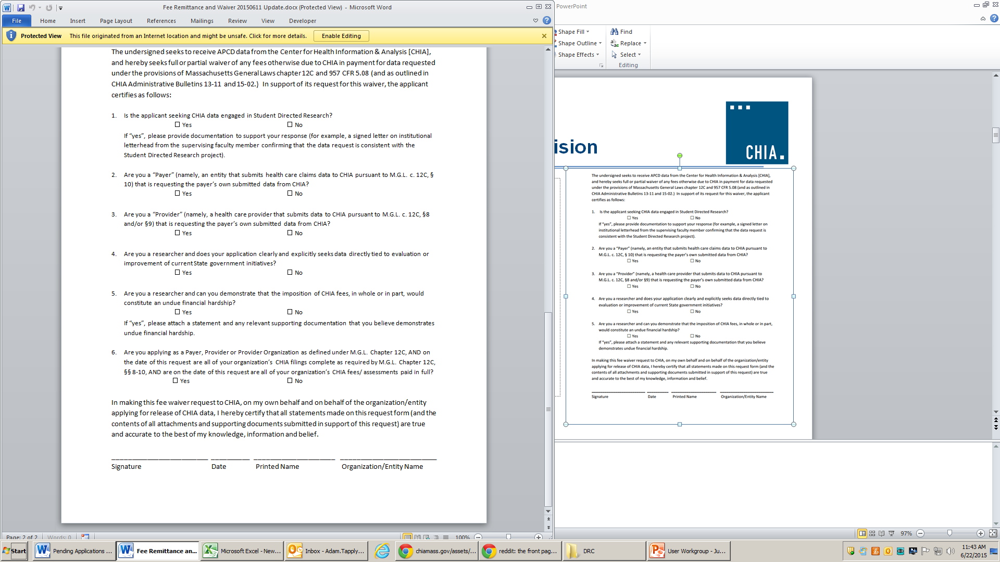 Fee Remittance and Waiver 20150611 Update.docx (Protected View) - Microsoft Word
File Home Insert Page Layout References Mailings Review View Developer
Protected View This file originated from an Internet location and might be unsafe. Click for more details. Enable Editing
The undersigned seeks to receive APCD data from the Center for Health Information & Analysis [CHIA],
and hereby seeks full or partial waiver of any fees otherwise due to CHIA in payment for data requested
under the provisions of Massachusetts General Laws chapter 12C and 957 CFR 5.08 (and as outlined in
CHIA Administrative Bulletins 13-11 and 15-02.) In support of its request for this waiver, the applicant
certifies as follows:
1. Is the applicant seeking CHIA data engaged in Student Directed Research?
Yes No
If “yes”, please provide documentation to support your response (for example, a signed letter on institutional
letterhead from the supervising faculty member confirming that the data request is consistent with the
Student Directed Research project).
2. Are you a “Payer” (namely, an entity that submits health care claims data to CHIA pursuant to M.G.L. c. 12C, §
10) that is requesting the payer’s own submitted data from CHIA?
Yes No
3. Are you a “Provider” (namely, a health care provider that submits data to CHIA pursuant to M.G.L. c. 12C, §8
and/or §9) that is requesting the payer’s own submitted data from CHIA?
Yes No
4. Are you a researcher and does your application clearly and explicitly seeks data directly tied to evaluation or
improvement of current State government initiatives?
Yes No
5. Are you a researcher and can you demonstrate that the imposition of CHIA fees, in whole or in part, would
constitute an undue financial hardship?
Yes No
If “yes”, please attach a statement and any relevant supporting documentation that you believe demonstrates
undue financial hardship.
6. Are you applying as a Payer, Provider or Provider Organization as defined under M.G.L. Chapter 12C, AND on
the date of this request are all of your organization’s CHIA filings complete as required by M.G.L. Chapter 12C,
§§ 8-10, AND are on the date of this request are all of your organization’s CHIA fees/ assessments paid in full?
Yes No
In making this fee waiver request to CHIA, on my own behalf and on behalf of the organization/entity
applying for release of CHIA data, I hereby certify that all statements made on this request form (and the
contents of all attachments and supporting documents submitted in support of this request) are true
and accurate to the best of my knowledge, information and belief.
Signature Date Printed Name Organization/Entity Name
Page: 2 of 2 Words: 0 100%
PowerPoint
Shape Fill Find
Shape Outline Replace
Shape Effects Select
Editing
ision
CHIA.
The undersigned seeks to receive APCD data from the Center for Health Information & Analysis [CHIA],
and hereby seeks full or partial waiver of any fees otherwise due to CHIA in payment for data requested
under the provisions of Massachusetts General Laws chapter 12C and 957 CFR 5.08 (and as outlined in
CHIA Administrative Bulletins 13-11 and 15-02.) In support of its request for this waiver, the applicant
certifies as follows:
1. Is the applicant seeking CHIA data engaged in Student Directed Research?
Yes No
If “yes”, please provide documentation to support your response (for example, a signed letter on
institutional letterhead from the supervising faculty member confirming that the data request is
consistent with the Student Directed Research project).
2. Are you a “Payer” (namely, an entity that submits health care claims data to CHIA pursuant to
M.G.L. c. 12C, § 10) that is requesting the payer’s own submitted data from CHIA?
Yes No
3. Are you a “Provider” (namely, a health care provider that submits data to CHIA pursuant to
M.G.L. c. 12C, §8 and/or §9) that is requesting the payer’s own submitted data from CHIA?
Yes No
4. Are you a researcher and does your application clearly and explicitly seeks data directly tied to
evaluation or improvement of current State government initiatives?
Yes No
5. Are you a researcher and can you demonstrate that the imposition of CHIA fees, in whole or in part,
would constitute an undue financial hardship?
Yes No
If “yes”, please attach a statement and any relevant supporting documentation that you believe
demonstrates undue financial hardship.
In making this fee waiver request to CHIA, on my own behalf and on behalf of the organization/entity
applying for release of CHIA data, I hereby certify that all statements made on this request form (and the
contents of all attachments and supporting documents submitted in support of this request) are true
and accurate to the best of my knowledge, information and belief.
Signature Date Printed Name Organization/Entity Name
97%
Start Pending Applications ... Fee Remittance an... Microsoft Excel - New... Inbox - Adam.Tapply... chiamass.gov/assets/... reddit: the front pag... DRC User Workgroup - Ju... 11:43 AM
6/22/2015